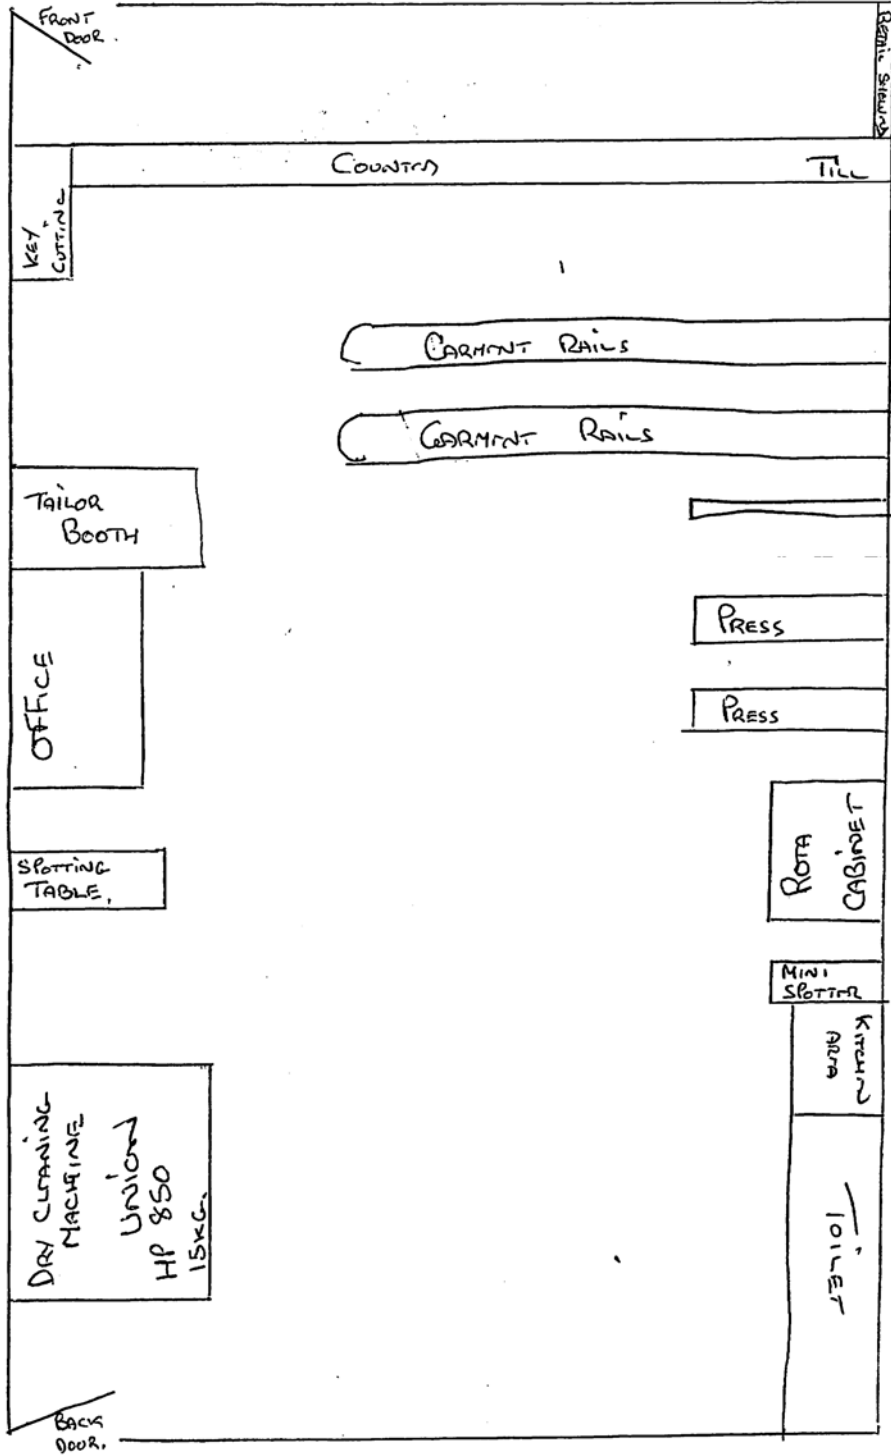 FRONT
DOOR.
RETAIL SHOWING
COUNTER
TILL
KEY
CUTTING
GARMENT RAILS
GARMENT RAILS
TAILOR
BOOTH
PRESS
OFFICE
PRESS
SPOTTING
TABLE.
ROTA
CABINET
MINI
SPOTTER
KITCHEN
AREA
DRY CLEANING
MACHINE
UNION
HP 850
15KG.
TOILET
BACK
DOOR.